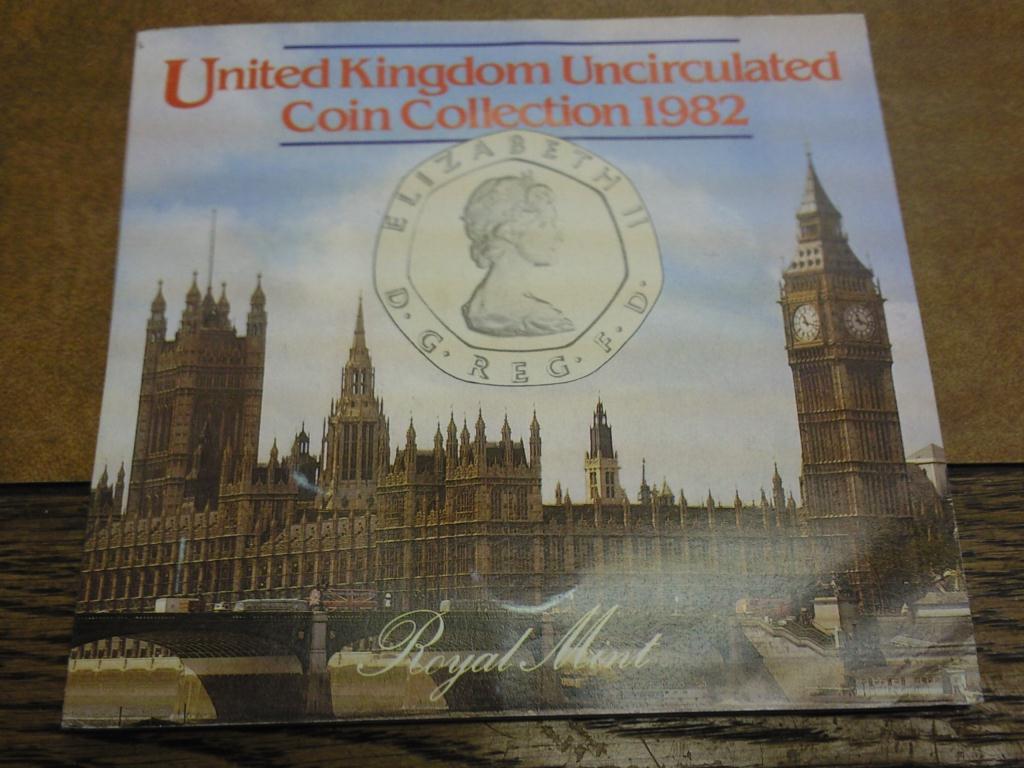 United Kingdom Uncirculated
Coin Collection 1982
ELIZABETH II
D·G·REG·F·D·
Royal Mint